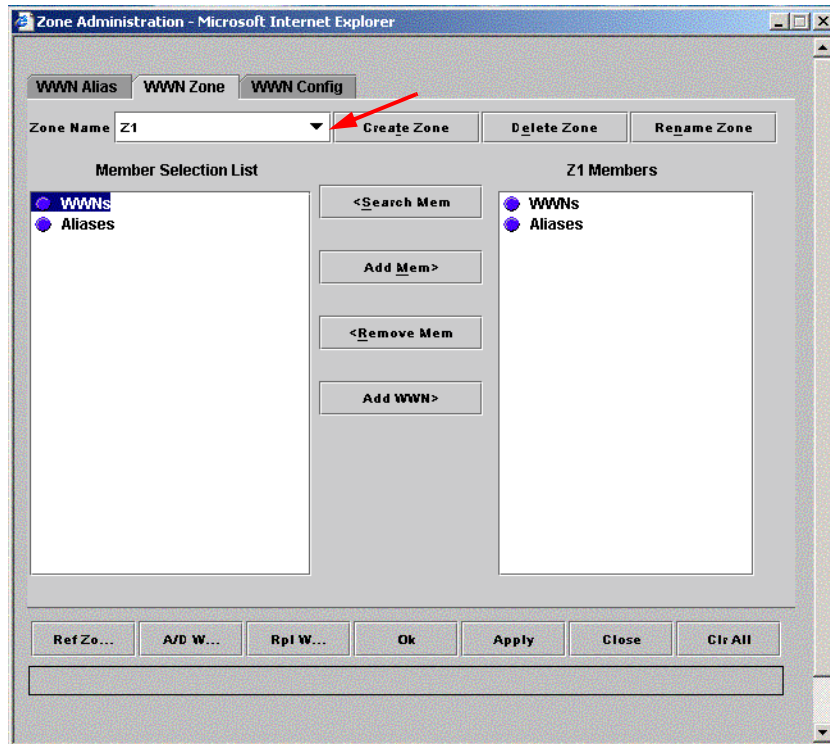 Zone Administration - Microsoft Internet Explorer
WWN Alias WWN Zone WWN Config
Zone Name Z1 Create Zone Delete Zone Rename Zone
Member Selection List Z1 Members
WWNs <Search Mem WWNs
Aliases Aliases
Add Mem>
<Remove Mem
Add WWN>
Ref Zo... A/D W... Rpl W... Ok Apply Close Clr All